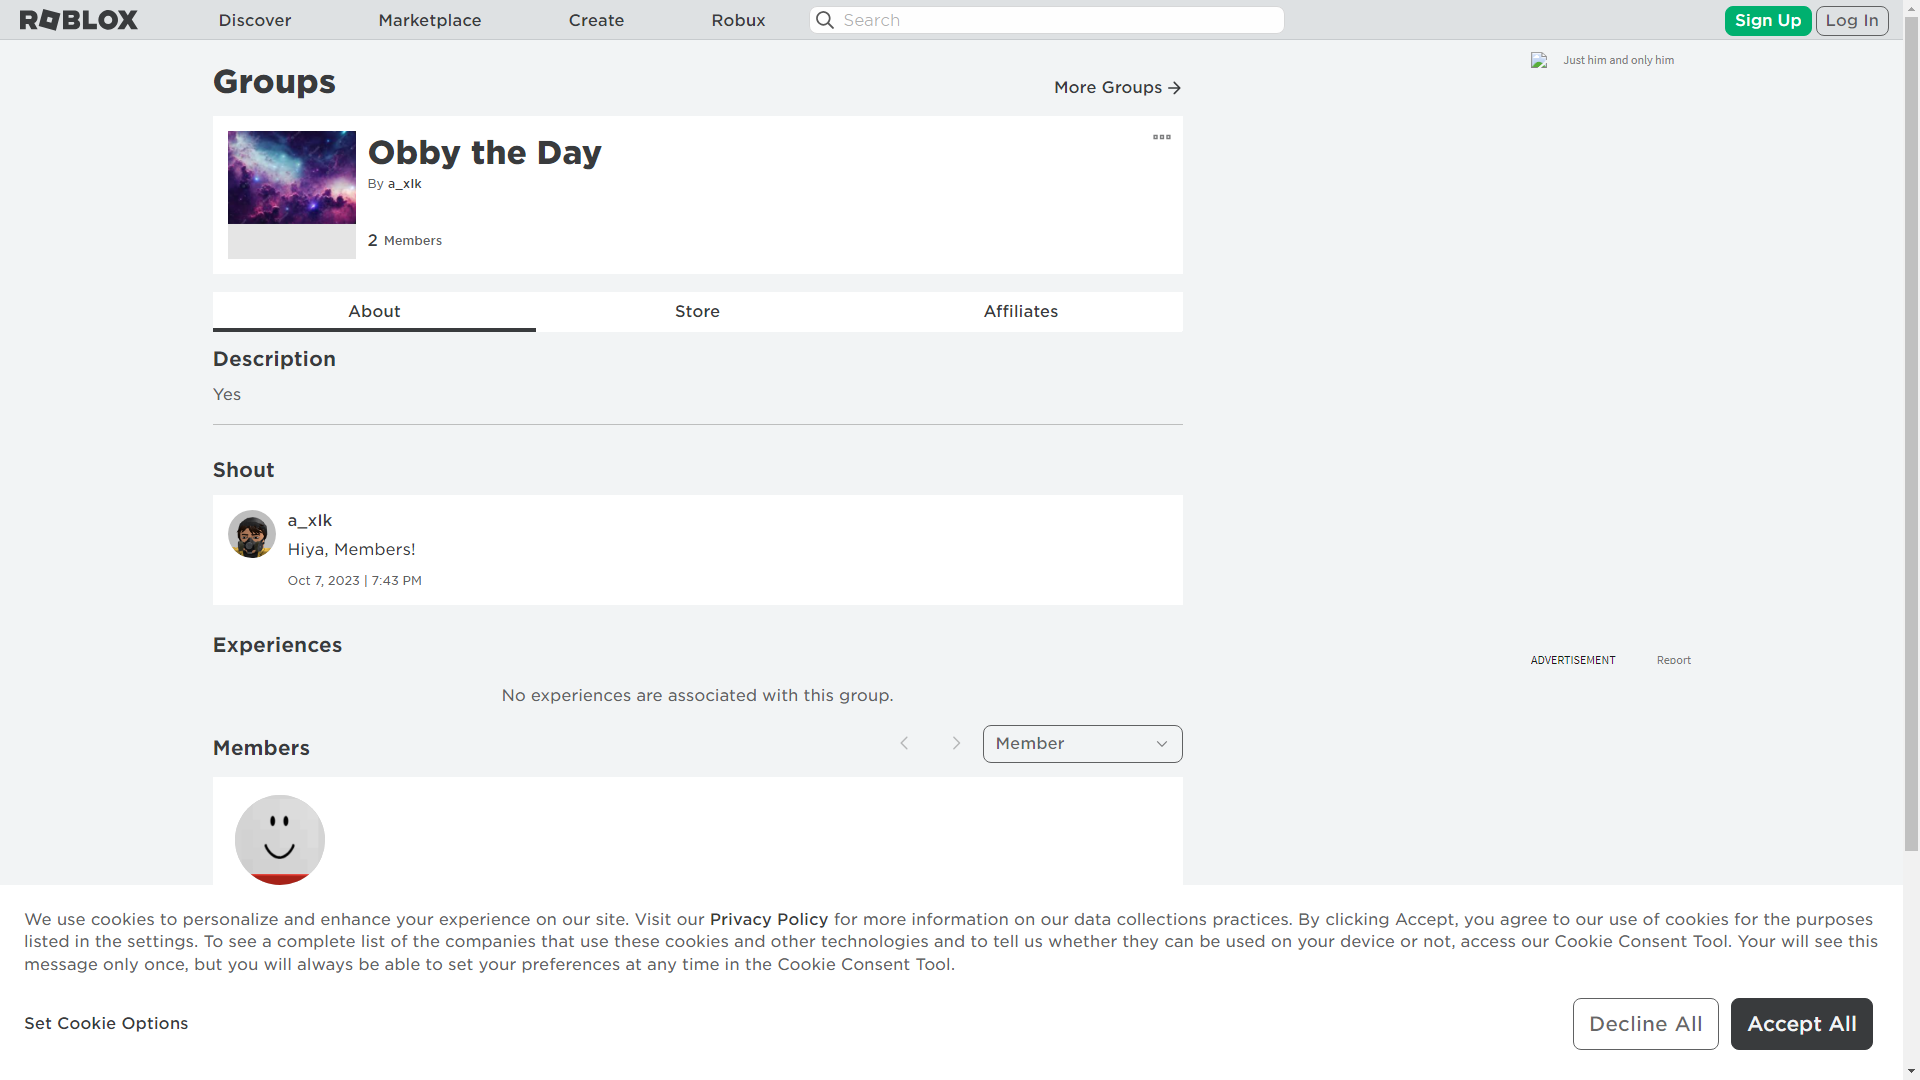 ROBLOX
Discover
Marketplace
Create
Robux
Search
Sign Up
Log In
Just him and only him
Groups
More Groups
Obby the Day
By a_xlk
2 Members
About
Store
Affiliates
Description
Yes
Shout
a_xlk
Hiya, Members!
Oct 7, 2023 | 7:43 PM
Experiences
ADVERTISEMENT
Report
No experiences are associated with this group.
Members
Member
We use cookies to personalize and enhance your experience on our site. Visit our Privacy Policy for more information on our data collections practices. By clicking Accept, you agree to our use of cookies for the purposes
listed in the settings. To see a complete list of the companies that use these cookies and other technologies and to tell us whether they can be used on your device or not, access our Cookie Consent Tool. Your will see this
message only once, but you will always be able to set your preferences at any time in the Cookie Consent Tool.
Set Cookie Options
Decline All
Accept All